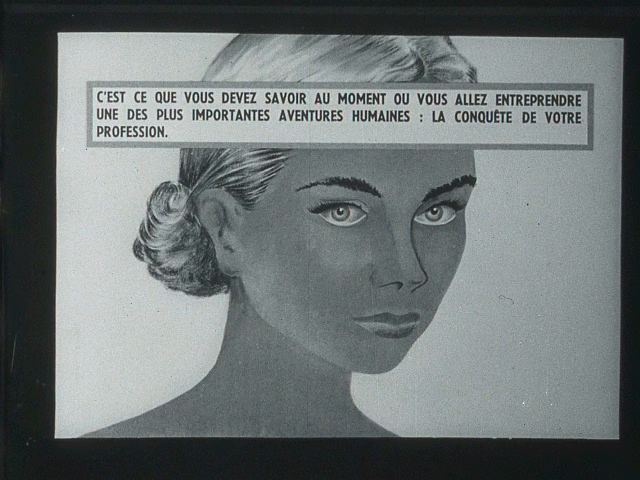 C'EST CE QUE VOUS DEVEZ SAVOIR AU MOMENT OU VOUS ALLEZ ENTREPRENDRE
UNE DES PLUS IMPORTANTES AVENTURES HUMAINES : LA CONQUÊTE DE VOTRE
PROFESSION.